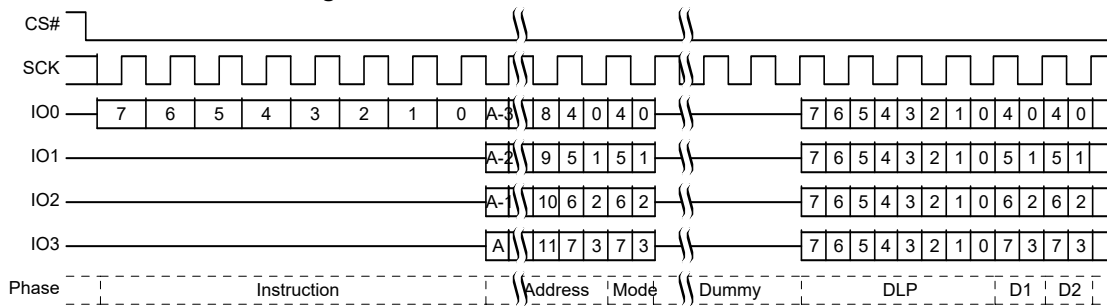 CS#
SCK
IO0 7 6 5 4 3 2 1 0 A-3 8 4 0 4 0 7 6 5 4 3 2 1 0 4 0 4 0
IO1 A-2 9 5 1 5 1 7 6 5 4 3 2 1 0 5 1 5 1
IO2 A-1 10 6 2 6 2 7 6 5 4 3 2 1 0 6 2 6 2
IO3 A 11 7 3 7 3 7 6 5 4 3 2 1 0 7 3 7 3
Phase Instruction Address Mode Dummy DLP D1 D2